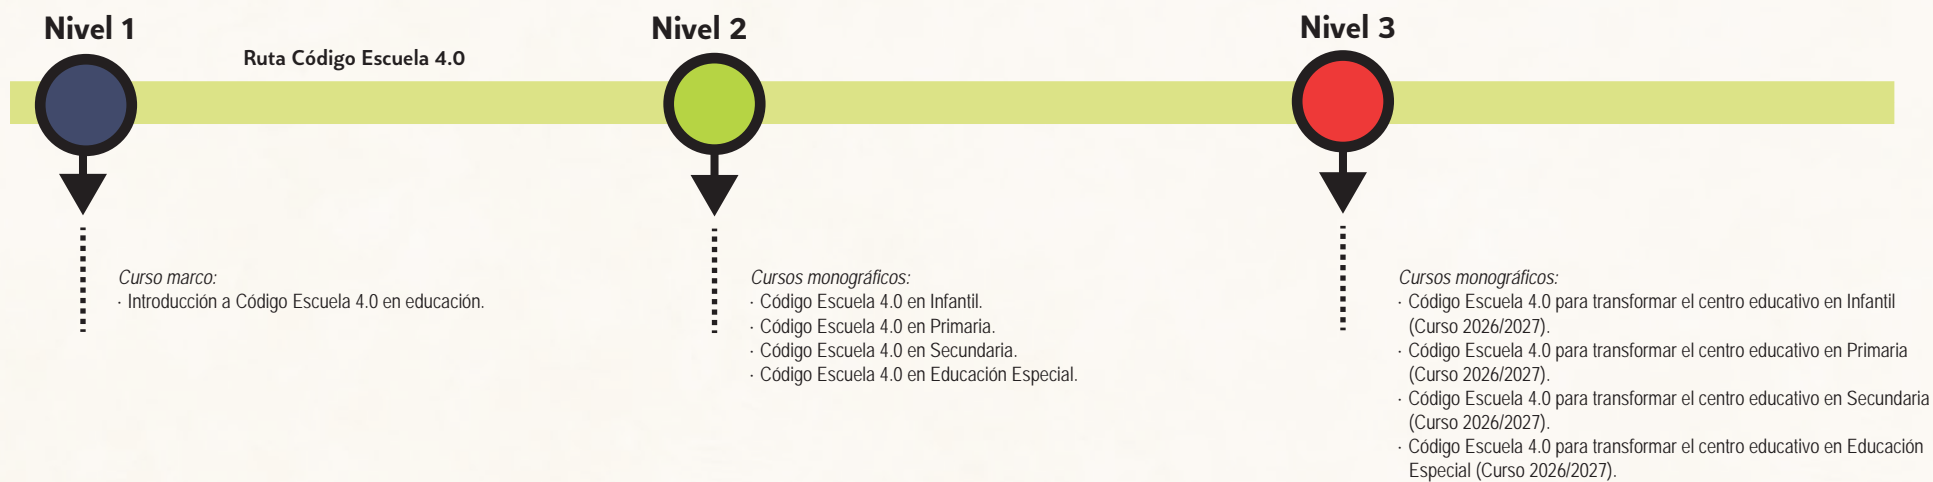 Nivel 1
Ruta Código Escuela 4.0
Nivel 2
Nivel 3
Curso marco:
· Introducción a Código Escuela 4.0 en educación.
Cursos monográficos:
· Código Escuela 4.0 en Infantil.
· Código Escuela 4.0 en Primaria.
· Código Escuela 4.0 en Secundaria.
· Código Escuela 4.0 en Educación Especial.
Cursos monográficos:
· Código Escuela 4.0 para transformar el centro educativo en Infantil
(Curso 2026/2027).
· Código Escuela 4.0 para transformar el centro educativo en Primaria
(Curso 2026/2027).
· Código Escuela 4.0 para transformar el centro educativo en Secundaria
(Curso 2026/2027).
· Código Escuela 4.0 para transformar el centro educativo en Educación
Especial (Curso 2026/2027).